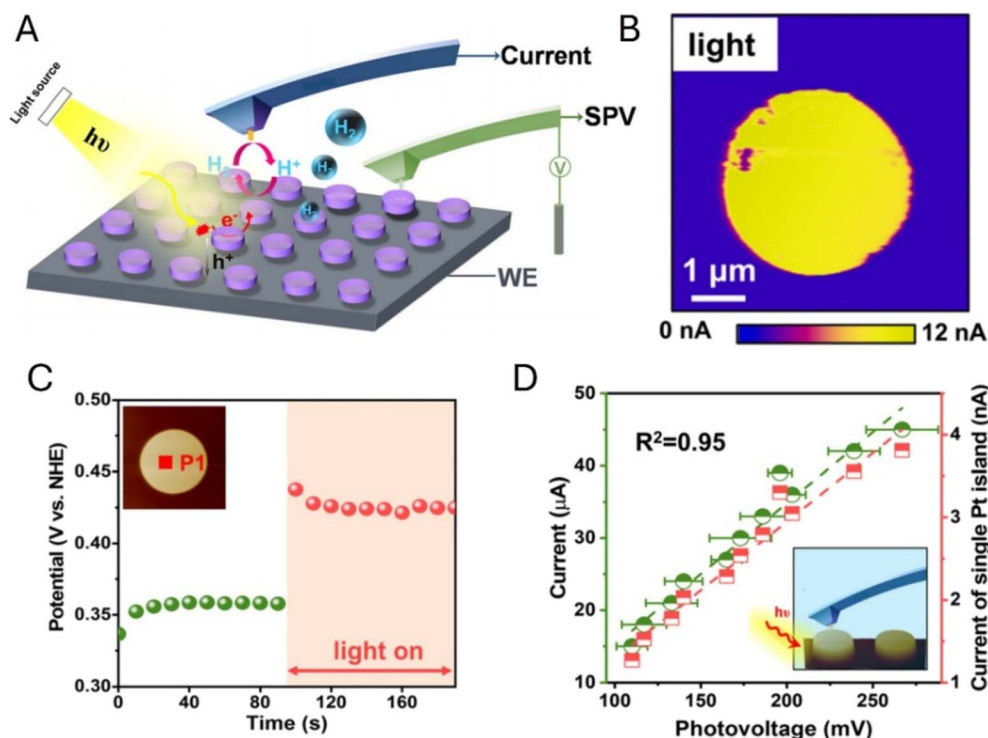 A
Light source
hυ
Current
SPV
V
H₂
H⁺
e⁻
h⁺
WE
B
light
1 μm
0 nA
12 nA
C
0.50
0.45
0.40
0.35
0.30
Potential (V vs. NHE)
P1
light on
0
40
80
120
160
Time (s)
D
50
40
30
20
10
Current (μA)
R²=0.95
hυ
4
3
2
1
Current of single Pt island (nA)
100
150
200
250
Photovoltage (mV)